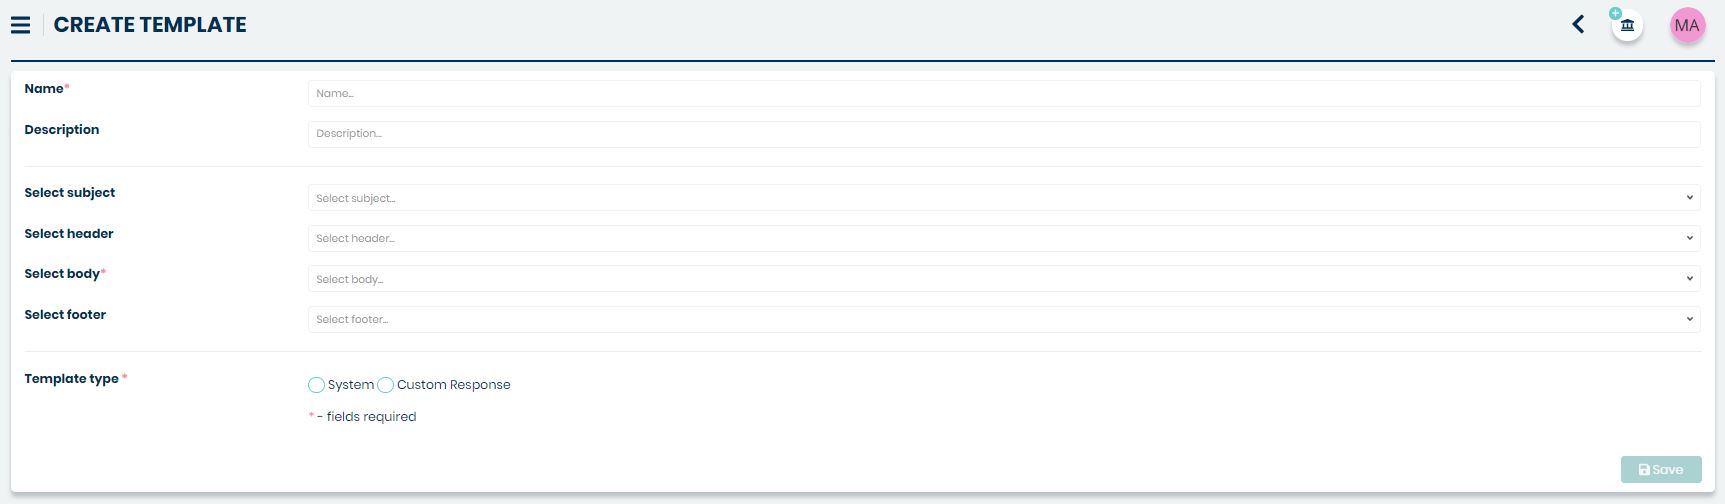 CREATE TEMPLATE
MA
Name*
Name...
Description
Description...
Select subject
Select subject...
Select header
Select header...
Select body*
Select body...
Select footer
Select footer...
Template type *
System Custom Response
* - fields required
Save